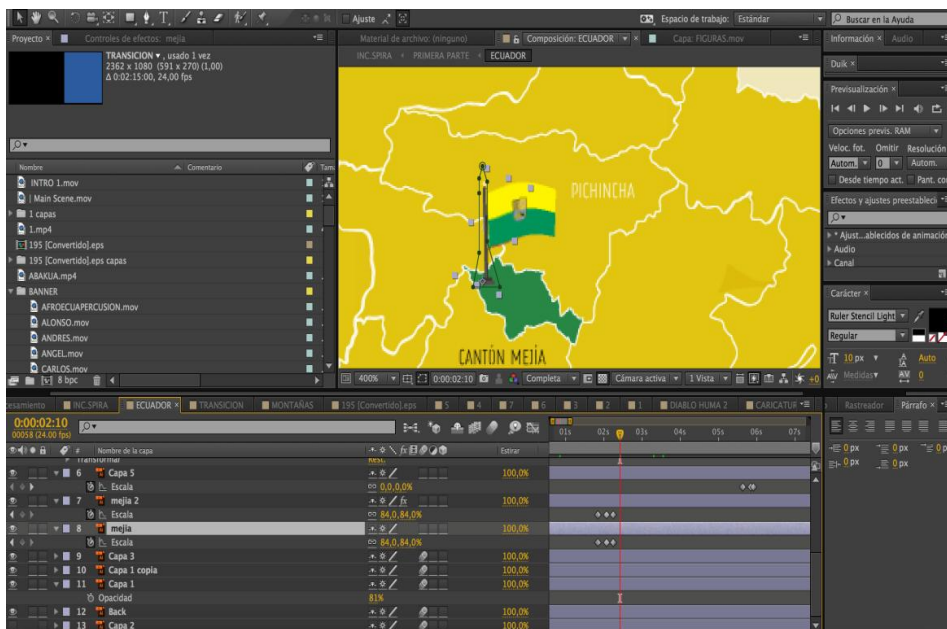 Ajuste
Espacio de trabajo: Estándar
Buscar en la Ayuda
Proyecto ×
Controles de efectos: mejia
Material de archivo: (ninguno)
Composición: ECUADOR
Capa: FIGURAS.mov
Información ×
Audio
TRANSICION ▾ , usado 1 vez
2362 x 1080 (591 x 270) (1,00)
Δ 0:02:15:00, 24,00 fps)
INC.SPIRA
PRIMERA PARTE
ECUADOR
Duik ×
Previsualización ×
Opciones previs. RAM
Veloc. fot.
Omitir
Resolución
Autom.
0
Autom.
Desde tiempo act.
Pant. co
Efectos y ajustes preestableci
* Ajust...ablecidos de animación
Audio
Canal
Carácter ×
Ruler Stencil Light
Regular
10 px
Auto
Medidas
0
Nombre
Comentario
Tam
INTRO 1.mov
| Main Scene.mov
1 capas
1.mp4
195 [Convertido].eps
195 [Convertido].eps capas
ABAKUA.mp4
BANNER
AFROECUAPERCUSION.mov
ALONSO.mov
ANDRES.mov
ANGEL.mov
CARLOS.mov
8 bpc
PICHINCHA
CANTÓN MEJÍA
400%
0:00:02:10
Completa
Cámara activa
1 Vista
+0
cesamiento
INC.SPIRA
ECUADOR ×
TRANSICION
MONTAÑAS
195 [Convertido].eps
5
4
7
6
3
2
1
DIABLO HUMA 2
CARICATUR
Rastreador
Párrafo ×
0:00:02:10
00058 (24.00 fps)
01s
02s
03s
04s
05s
06s
07s
#
Nombre de la capa
Estirar
0 px
0 px
0 px
0 px
0 px
Transformar
Rest.
6
Capa 5
100,0%
Escala
0,0,0,0%
7
mejia 2
100,0%
Escala
84,0,84,0%
8
mejia
100,0%
Escala
84,0,84,0%
9
Capa 3
100,0%
10
Capa 1 copia
100,0%
11
Capa 1
100,0%
Opacidad
81%
12
Back
100,0%
13
Capa 2
100,0%